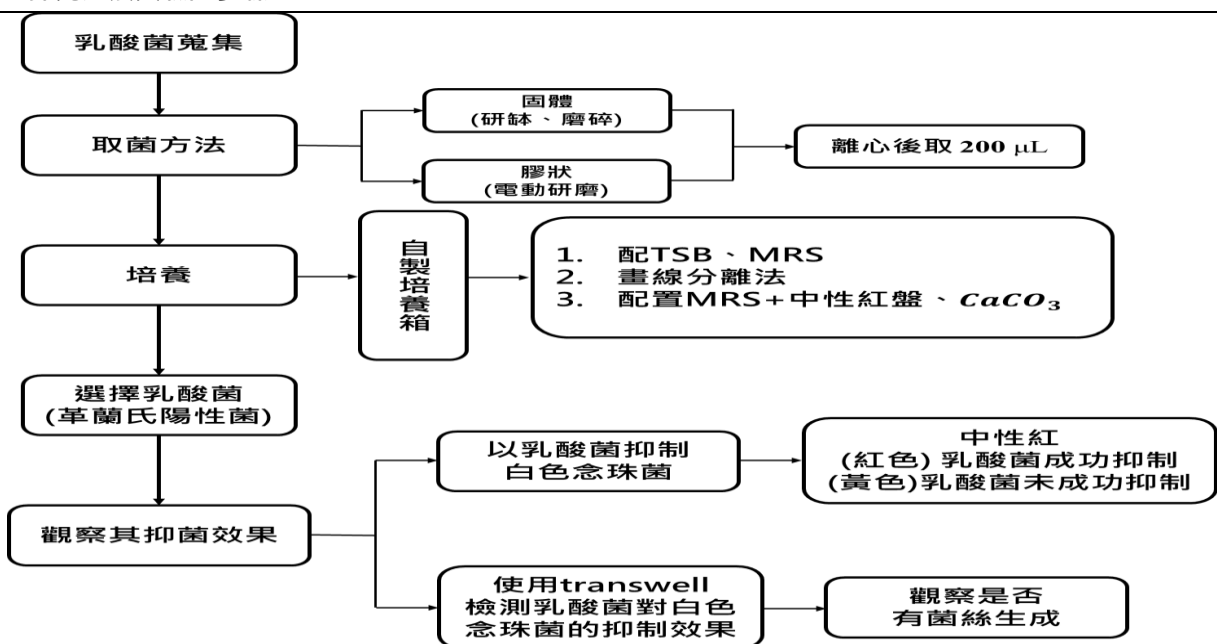 乳酸菌蒐集
取菌方法
固體
(研缽、磨碎)
膠狀
(電動研磨)
離心後取 200 μL
培養
自製培養箱
1. 配TSB、MRS
2. 畫線分離法
3. 配置MRS+中性紅盤、CaCO₃
選擇乳酸菌
(革蘭氏陽性菌)
觀察其抑菌效果
以乳酸菌抑制
白色念珠菌
中性紅
(紅色) 乳酸菌成功抑制
(黃色)乳酸菌未成功抑制
使用transwell
檢測乳酸菌對白色
念珠菌的抑制效果
觀察是否
有菌絲生成